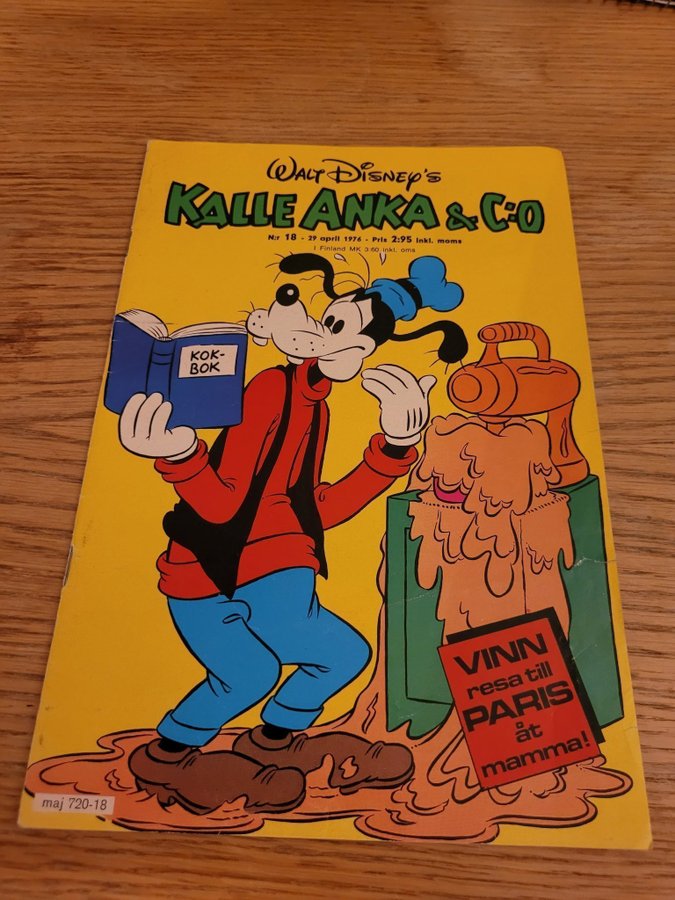 WALT DISNEY'S
KALLE ANKA & C:O
N:r 18 - 29 april 1976 - Pris 2:95 inkl. moms
I Finland MK 3:60 inkl. oms
KOK-
BOK
VINN
resa till
PARIS
åt
mamma!
maj 720-18